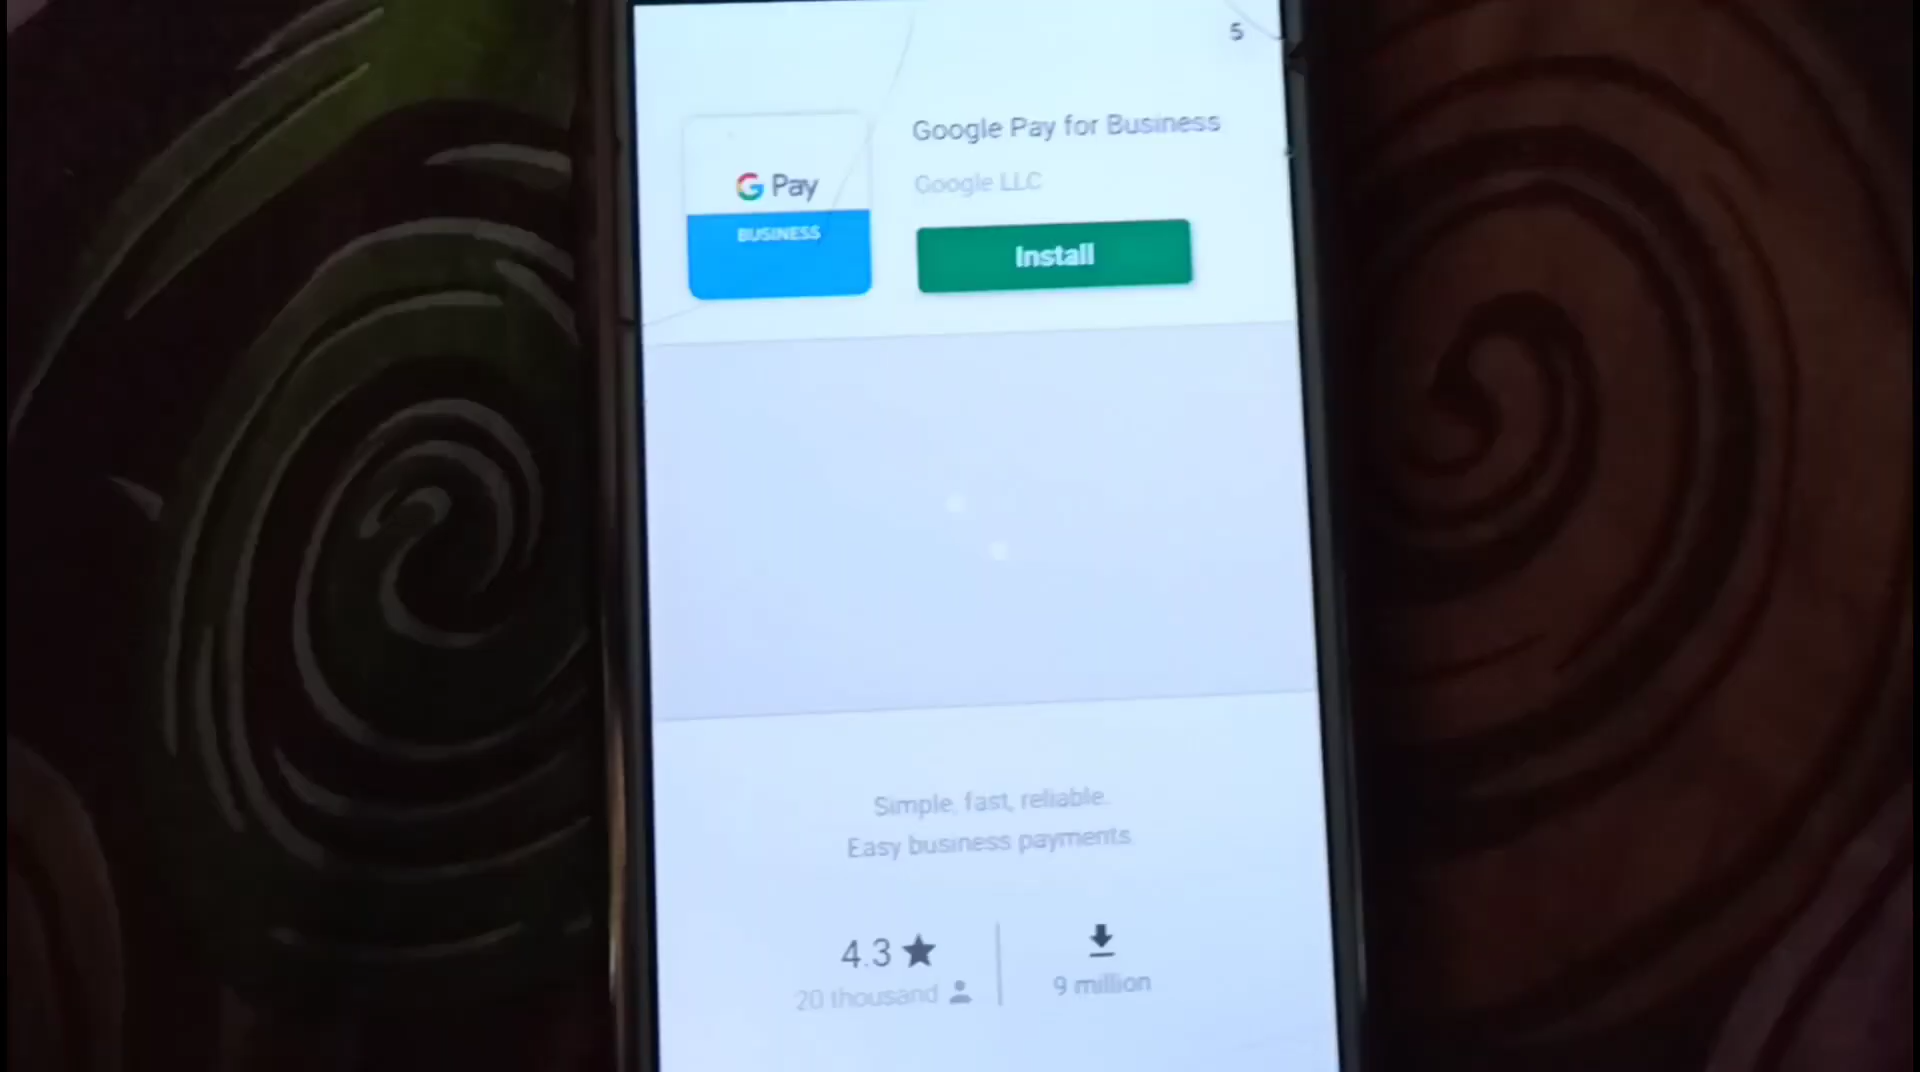 5
Google Pay for Business
Google LLC
G Pay
BUSINESS
Install
Simple, fast, reliable.
Easy business payments
4.3
20 thousand
9 million